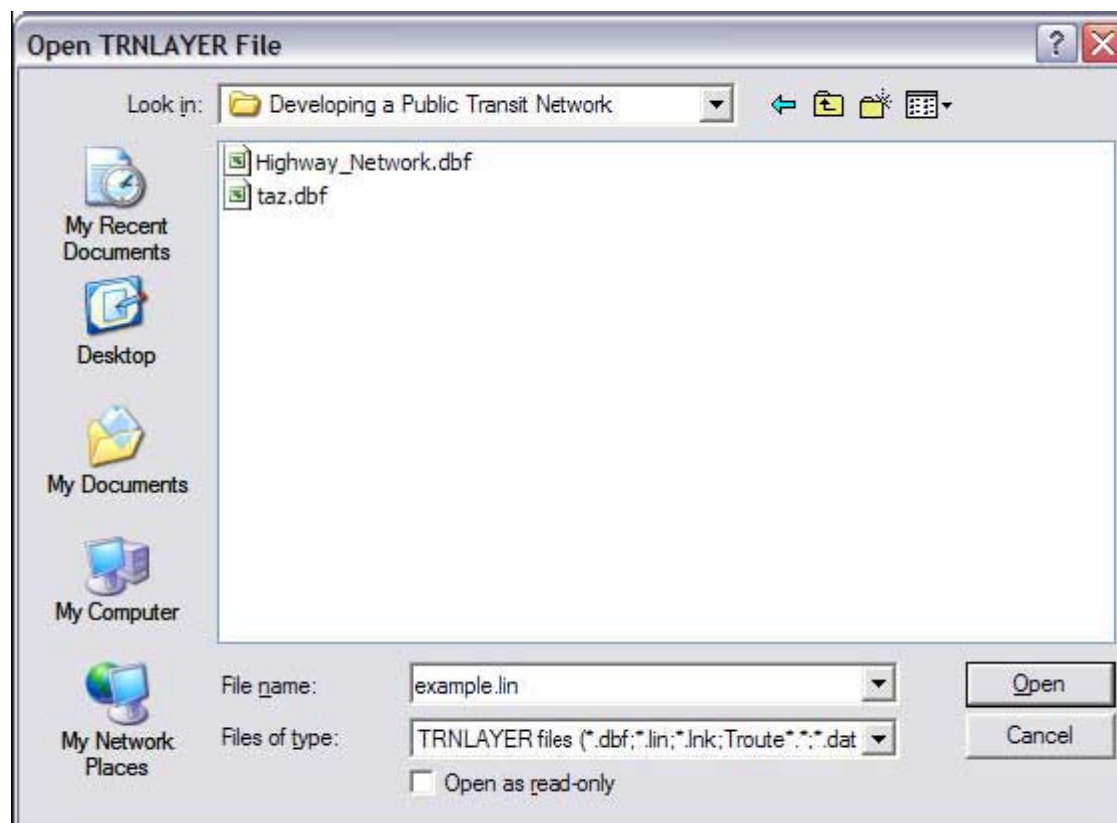 Open TRNLAYER File
Look in:
Developing a Public Transit Network
Highway_Network.dbf
taz.dbf
My Recent
Documents
Desktop
My Documents
My Computer
My Network
Places
File name:
example.lin
Open
Files of type:
TRNLAYER files (*.dbf;*.lin;*.lnk;Troute*.*;*.dat
Cancel
Open as read-only